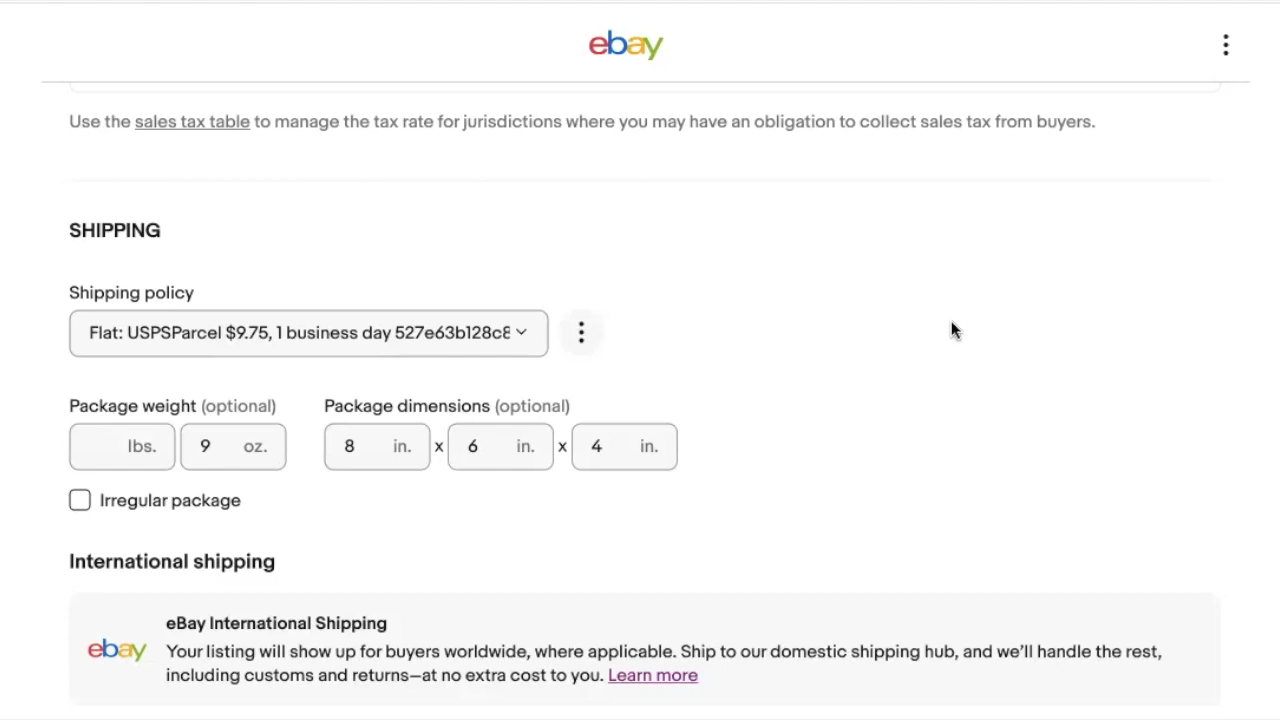 ebay
Use the sales tax table to manage the tax rate for jurisdictions where you may have an obligation to collect sales tax from buyers.
SHIPPING
Shipping policy
Flat: USPSParcel $9.75, 1 business day 527e63b128c8
Package weight (optional) Package dimensions (optional)
lbs. 9 oz. 8 in. x 6 in. x 4 in.
Irregular package
International shipping
eBay International Shipping
ebay
Your listing will show up for buyers worldwide, where applicable. Ship to our domestic shipping hub, and we’ll handle the rest,
including customs and returns—at no extra cost to you. Learn more